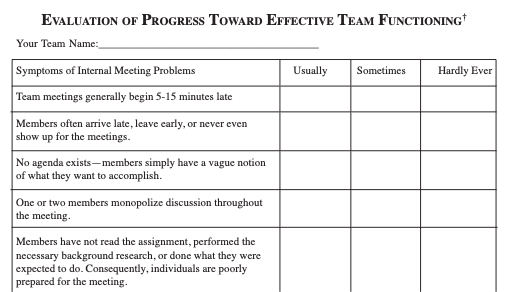 EVALUATION OF PROGRESS TOWARD EFFECTIVE TEAM FUNCTIONING†
Your Team Name:
Symptoms of Internal Meeting Problems Usually Sometimes Hardly Ever
Team meetings generally begin 5-15 minutes late
Members often arrive late, leave early, or never even
show up for the meetings.
No agenda exists—members simply have a vague notion
of what they want to accomplish.
One or two members monopolize discussion throughout
the meeting.
Members have not read the assignment, performed the
necessary background research, or done what they were
expected to do. Consequently, individuals are poorly
prepared for the meeting.